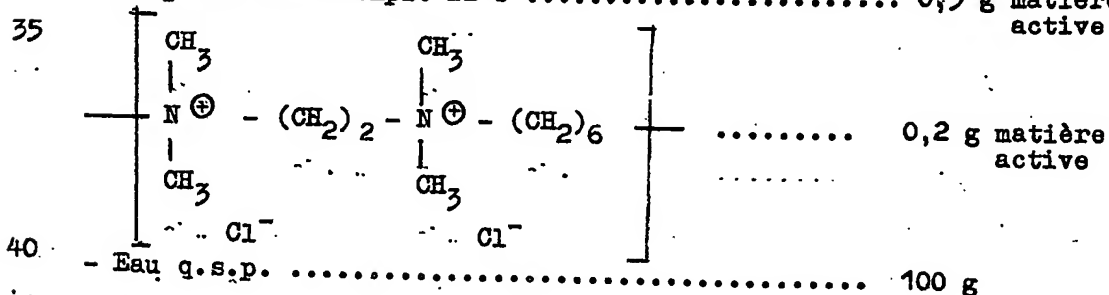 0,5 g matière
35 active
CH3 CH3
N ⊕ - (CH2)2 - N ⊕ - (CH2)6 ......... 0,2 g matière
active
CH3 CH3
Cl⁻ Cl⁻
40
- Eau q.s.p. ........................................ 100 g